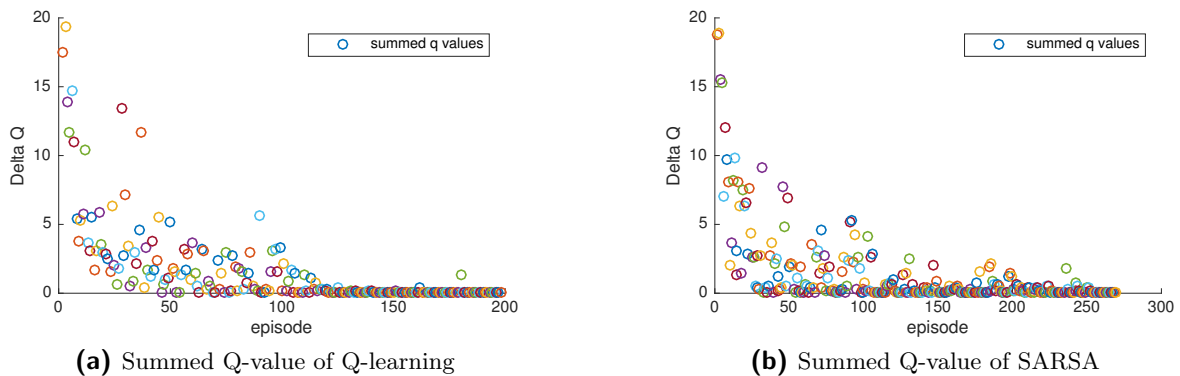 20
15
10
5
0
Delta Q
summed q values
0
50
100
150
200
episode
(a) Summed Q-value of Q-learning
20
15
10
5
0
Delta Q
summed q values
0
50
100
150
200
250
300
episode
(b) Summed Q-value of SARSA